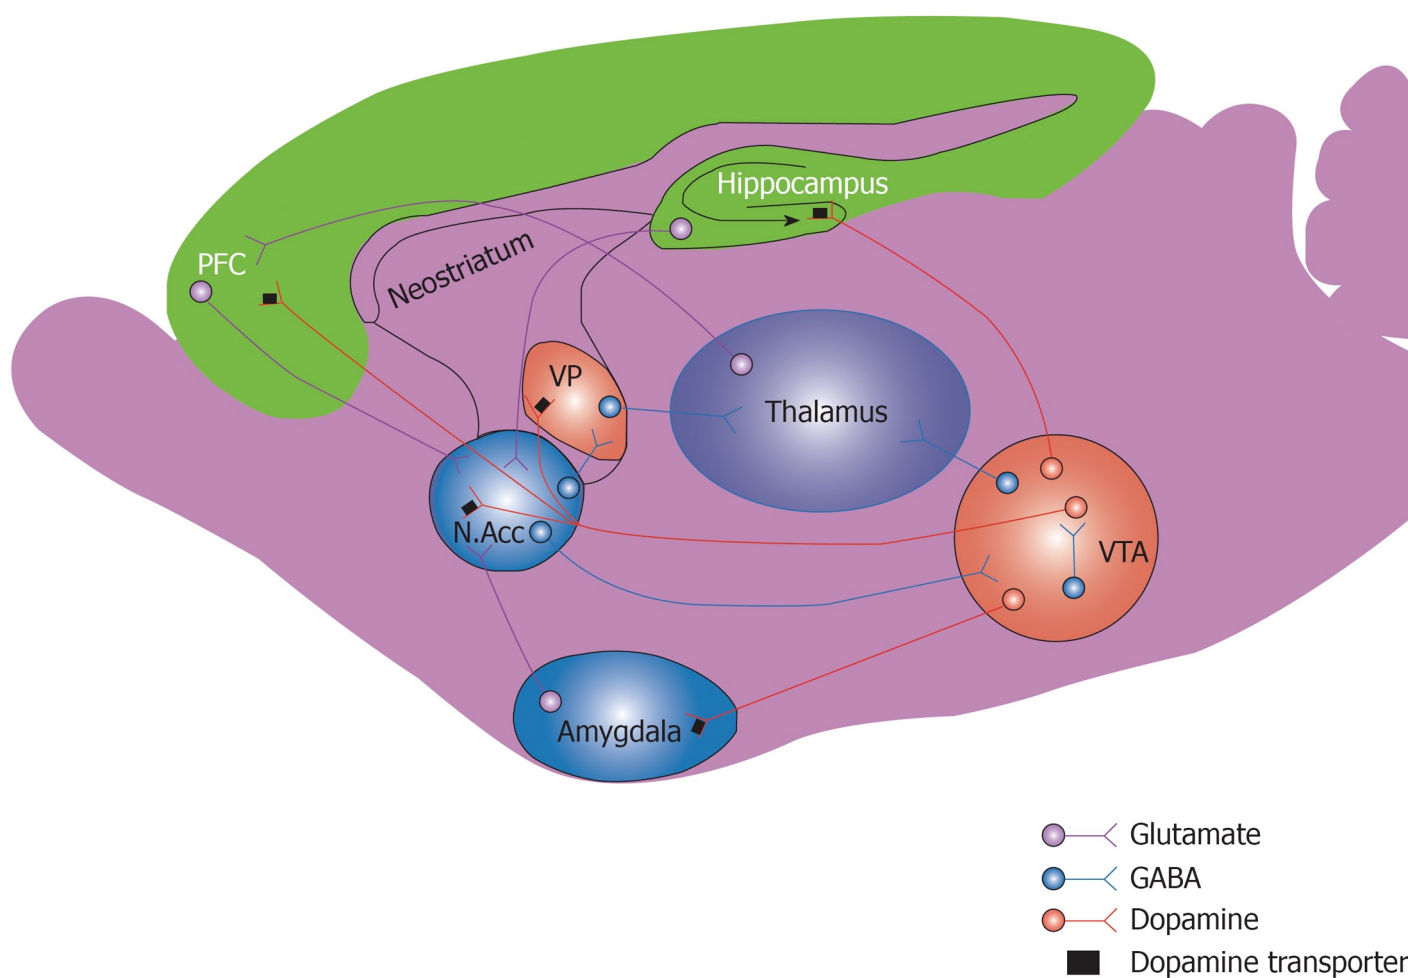 Hippocampus
PFC
Neostriatum
VP
Thalamus
N.Acc
VTA
Amygdala
Glutamate
GABA
Dopamine
Dopamine transporter